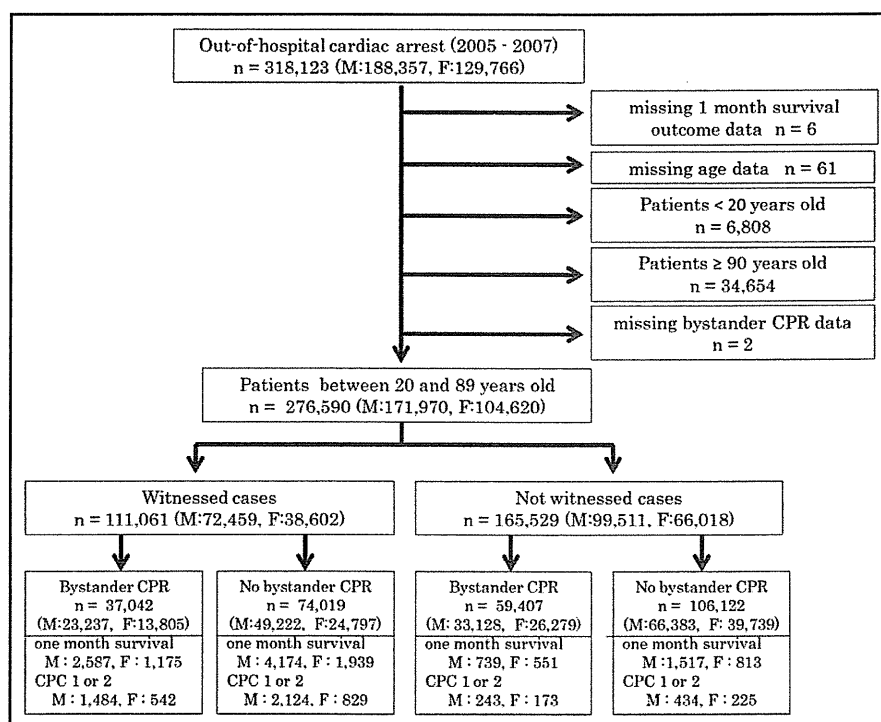 Out-of-hospital cardiac arrest (2005 - 2007)
n = 318,123 (M:188,357, F:129,766)
missing 1 month survival
outcome data n = 6
missing age data n = 61
Patients < 20 years old
n = 6,808
Patients ≥ 90 years old
n = 34,654
missing bystander CPR data
n = 2
Patients between 20 and 89 years old
n = 276,590 (M:171,970, F:104,620)
Witnessed cases
n = 111,061 (M:72,459, F:38,602)
Not witnessed cases
n = 165,529 (M:99,511, F:66,018)
Bystander CPR
n = 37,042
(M:23,237, F:13,805)
one month survival
M : 2,587, F : 1,175
CPC 1 or 2
M : 1,484, F : 542
No bystander CPR
n = 74,019
(M:49,222, F:24,797)
one month survival
M : 4,174, F : 1,939
CPC 1 or 2
M : 2,124, F : 829
Bystander CPR
n = 59,407
(M: 33,128, F:26,279)
one month survival
M : 739, F : 551
CPC 1 or 2
M : 243, F : 173
No bystander CPR
n = 106,122
(M:66,383, F: 39,739)
one month survival
M :1,517, F : 813
CPC 1 or 2
M : 434, F : 225